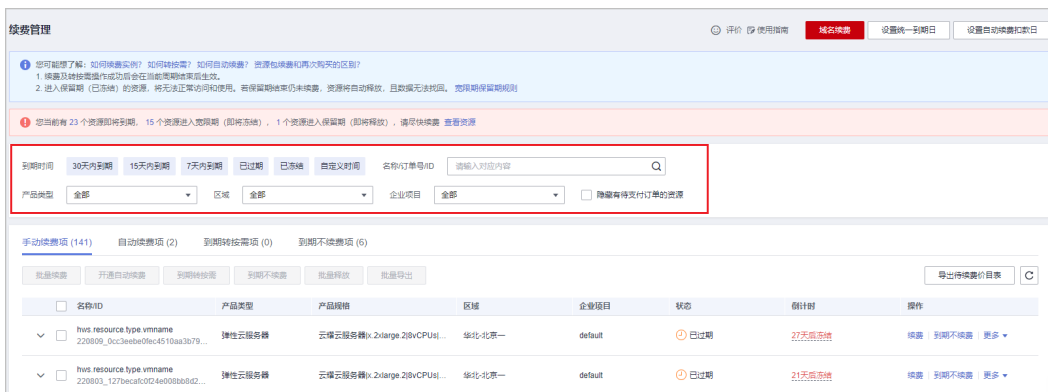 续费管理
评价 使用指南 域名续费 设置统一到期日 设置自动续费扣款日
您可能想了解：如何续费实例？ 如何转按需？ 如何自动续费？ 资源包续费和再次购买的区别？
1. 续费及转按需操作成功后会在当前周期结束后生效。
2. 进入保留期（已冻结）的资源，将无法正常访问和使用。若保留期结束仍未续费，资源将自动释放，且数据无法找回。 宽限期保留期规则
您当前有 23 个资源即将到期， 15 个资源进入宽限期（即将冻结）， 1 个资源进入保留期（即将释放），请尽快续费 查看资源
到期时间 30天内到期 15天内到期 7天内到期 已过期 已冻结 自定义时间 名称/订单号/ID 请输入对应内容
产品类型 全部 区域 全部 企业项目 全部 隐藏有待支付订单的资源
手动续费项 (141) 自动续费项 (2) 到期转按需项 (0) 到期不续费项 (6)
批量续费 开通自动续费 到期转按需 到期不续费 批量释放 批量导出 导出待续费价目表
名称/ID 产品类型 产品规格 区域 企业项目 状态 倒计时 操作
hws.resource.type.vmname
220809_0cc3eebe0fec4510aa3b79... 弹性云服务器 云耀云服务器|x.2xlarge.2|8vCPUs|... 华北-北京一 default 已过期 27天后冻结 续费 到期不续费 更多
hws.resource.type.vmname
220803_127becafc0f24e008bb8d2... 弹性云服务器 云耀云服务器|x.2xlarge.2|8vCPUs|... 华北-北京一 default 已过期 21天后冻结 续费 到期不续费 更多